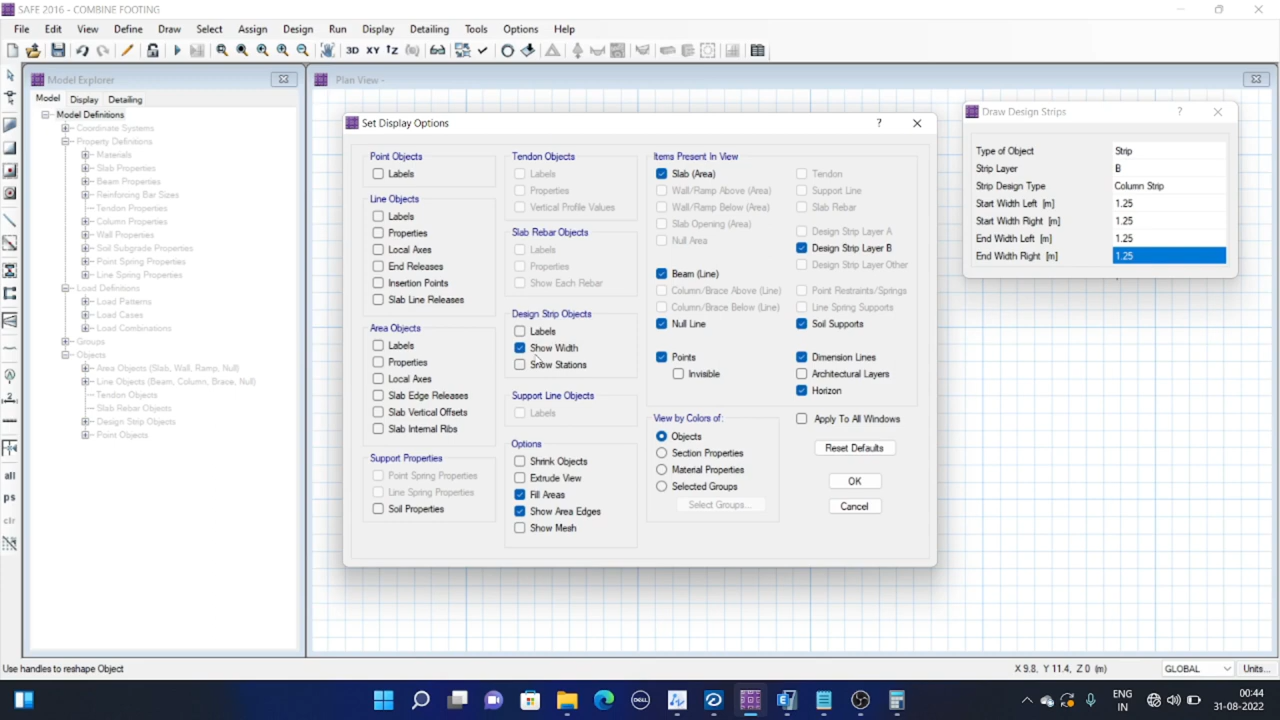 SAFE 2016 - COMBINE FOOTING
File Edit View Define Draw Select Assign Design Run Display Detailing Tools Options Help
3D XY
Model Explorer
Model Display Detailing
Model Definitions
Coordinate Systems
Property Definitions
Materials
Slab Properties
Beam Properties
Reinforcing Bar Sizes
Tendon Properties
Column Properties
Wall Properties
Soil Subgrade Properties
Point Spring Properties
Line Spring Properties
Load Definitions
Load Patterns
Load Cases
Load Combinations
Groups
Objects
Area Objects (Slab, Wall, Ramp, Null)
Line Objects (Beam, Column, Brace, Null)
Tendon Objects
Slab Rebar Objects
Design Strip Objects
Point Objects
all
ps
clr
Plan View -
Set Display Options
?
Point Objects
Labels
Line Objects
Labels
Properties
Local Axes
End Releases
Insertion Points
Slab Line Releases
Area Objects
Labels
Properties
Local Axes
Slab Edge Releases
Slab Vertical Offsets
Slab Internal Ribs
Support Properties
Point Spring Properties
Line Spring Properties
Soil Properties
Tendon Objects
Labels
Properties
Vertical Profile Values
Slab Rebar Objects
Labels
Properties
Show Each Rebar
Design Strip Objects
Labels
Show Width
Show Stations
Support Line Objects
Labels
Options
Shrink Objects
Extrude View
Fill Areas
Show Area Edges
Show Mesh
Items Present In View
Slab (Area)
Wall/Ramp Above (Area)
Wall/Ramp Below (Area)
Slab Opening (Area)
Null Area
Beam (Line)
Column/Brace Above (Line)
Column/Brace Below (Line)
Null Line
Points
Invisible
Tendon
Support Line
Slab Rebar
Design Strip Layer A
Design Strip Layer B
Design Strip Layer Other
Point Restraints/Springs
Line Spring Supports
Soil Supports
Dimension Lines
Architectural Layers
Horizon
View by Colors of:
Objects
Section Properties
Material Properties
Selected Groups
Select Groups...
Apply To All Windows
Reset Defaults
OK
Cancel
Draw Design Strips
?
Type of Object Strip
Strip Layer B
Strip Design Type Column Strip
Start Width Left [m] 1.25
Start Width Right [m] 1.25
End Width Left [m] 1.25
End Width Right [m] 1.25
Use handles to reshape Object
X 9.8, Y 11.4, Z 0 (m)
GLOBAL
Units...
DELL
ENG
IN
00:44
31-08-2022